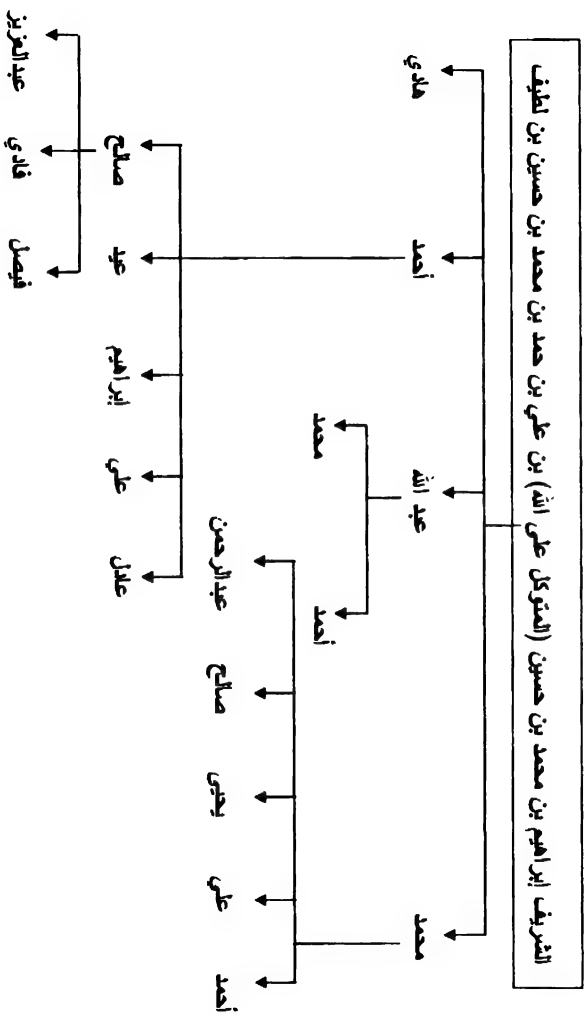 الشريف إبراهيم بن محمد بن حسين (المتوكل على الله) بن علي بن حمد بن محمد بن حسين بن لطيف
محمد عبد الله أحمد هادي
أحمد محمد
أحمد علي يحيى صالح عبدالرحمن
عادل علي إبراهيم عيد صالح
فيصل فادي عبدالعزيز